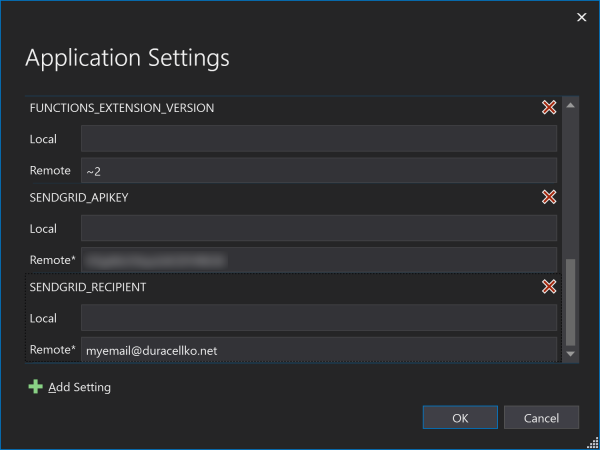 Application Settings
FUNCTIONS_EXTENSION_VERSION
Local
Remote ~2
SENDGRID_APIKEY
Local
Remote*
SENDGRID_RECIPIENT
Local
Remote* myemail@duracellko.net
Add Setting
OK Cancel